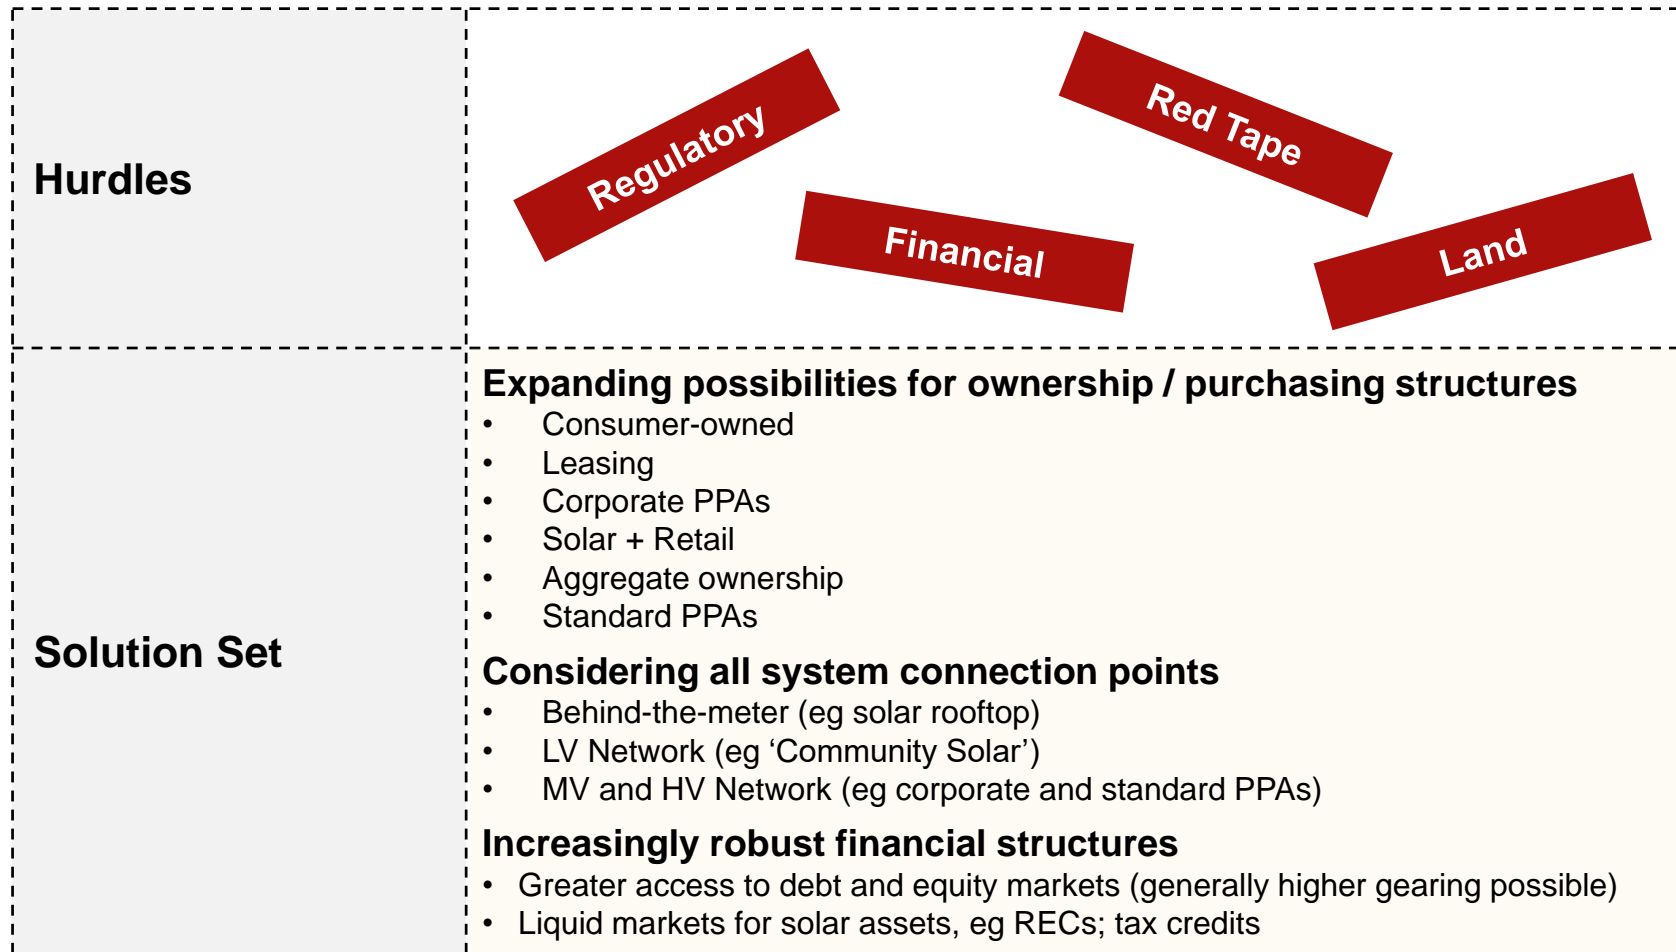 Hurdles
Regulatory
Red Tape
Financial
Land
Solution Set
Expanding possibilities for ownership / purchasing structures
• Consumer-owned
• Leasing
• Corporate PPAs
• Solar + Retail
• Aggregate ownership
• Standard PPAs
Considering all system connection points
• Behind-the-meter (eg solar rooftop)
• LV Network (eg ‘Community Solar’)
• MV and HV Network (eg corporate and standard PPAs)
Increasingly robust financial structures
• Greater access to debt and equity markets (generally higher gearing possible)
• Liquid markets for solar assets, eg RECs; tax credits